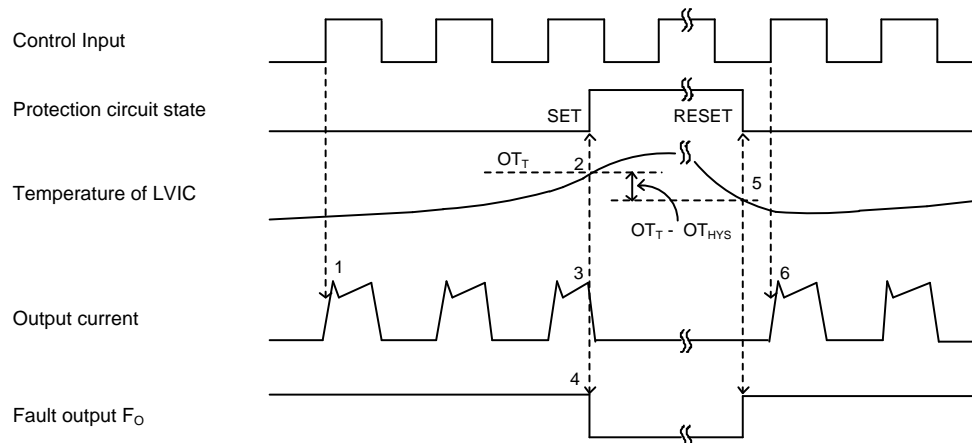 Control Input
Protection circuit state
SET
RESET
OT_T
2
5
Temperature of LVIC
OT_T - OT_HYS
1
3
6
Output current
4
Fault output F_O